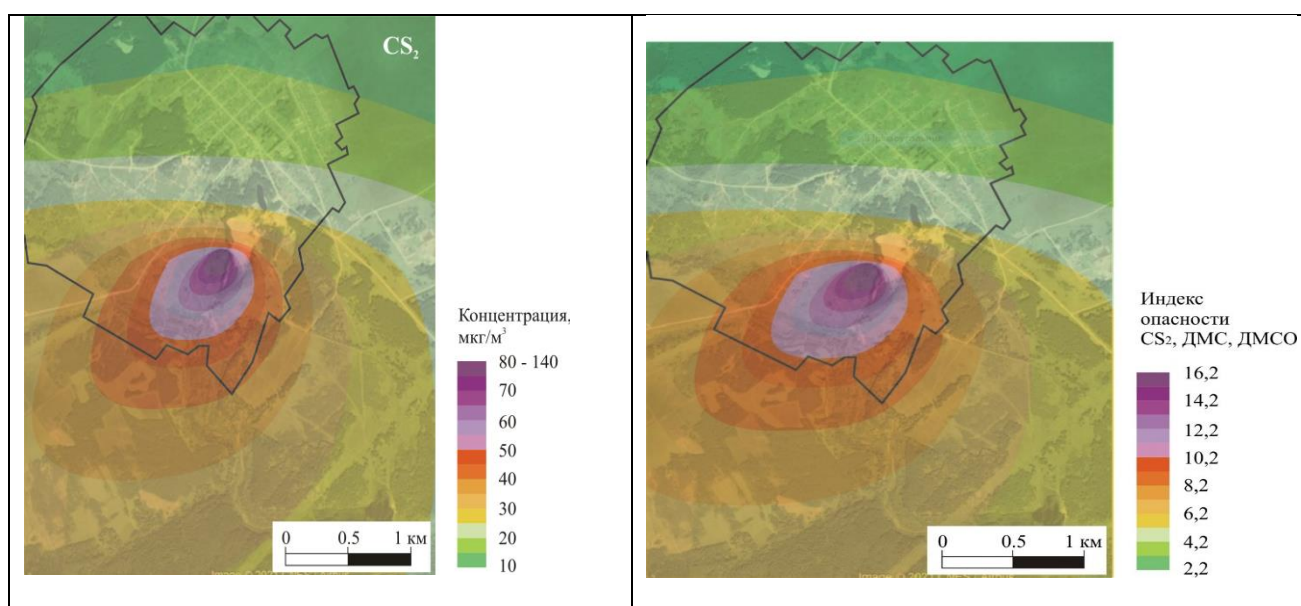 CS₂
Концентрация,
мкг/м³
80 - 140
70
60
50
40
30
20
10
0 0.5 1 км
Индекс
опасности
CS₂, ДМС, ДМСО
16,2
14,2
12,2
10,2
8,2
6,2
4,2
2,2
0 0.5 1 км